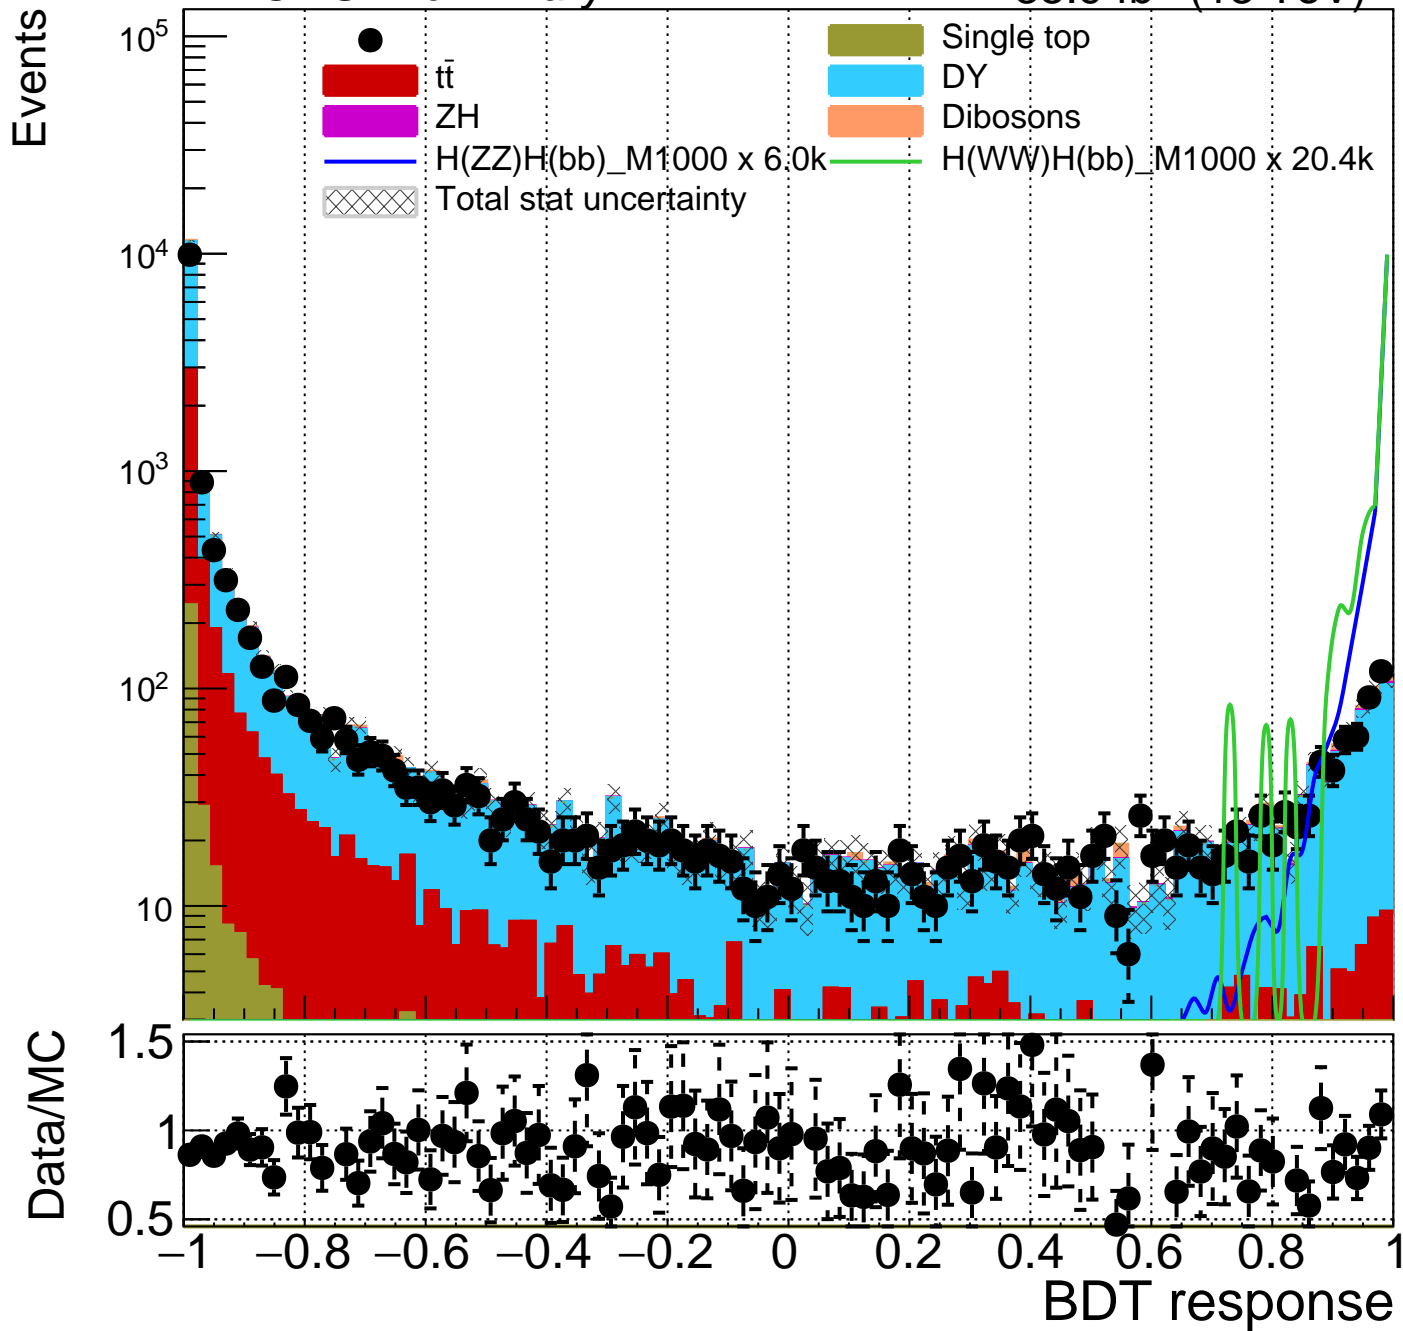 Events
10^5
Single top
tt̄
DY
ZH
Dibosons
H(ZZ)H(bb)_M1000 x 6.0k
H(WW)H(bb)_M1000 x 20.4k
Total stat uncertainty
10^4
10^3
10^2
10
Data/MC
1.5
1
0.5
−1 −0.8 −0.6 −0.4 −0.2 0 0.2 0.4 0.6 0.8 1
BDT response